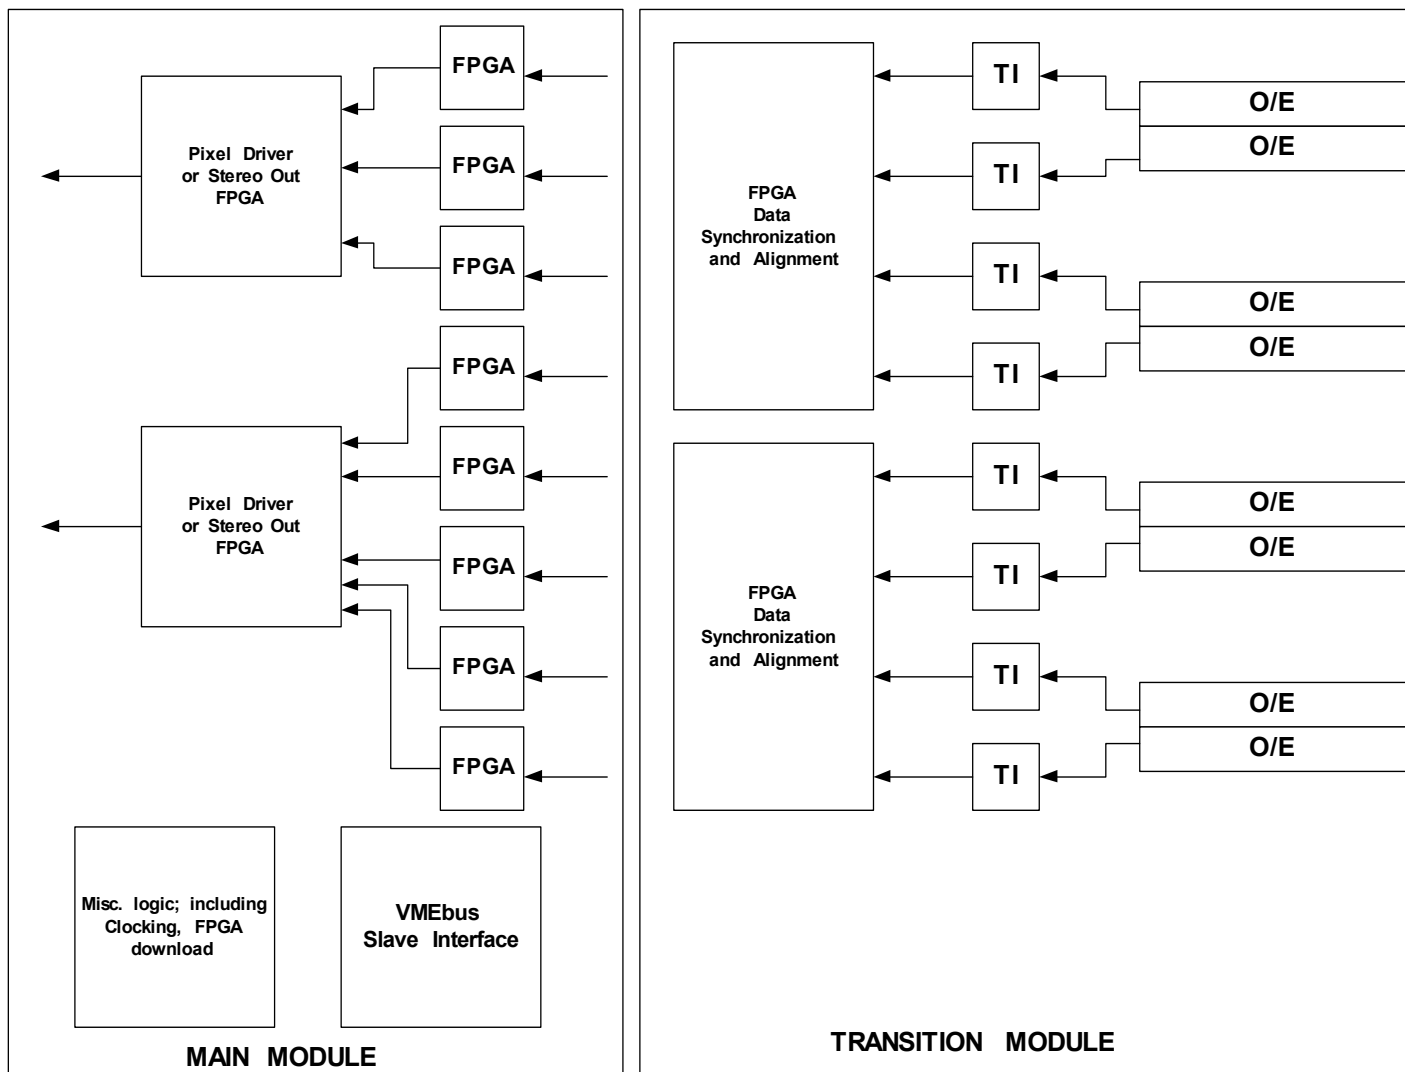 FPGA
FPGA
FPGA
FPGA
FPGA
FPGA
FPGA
FPGA
Pixel Driver
or Stereo Out
FPGA
Pixel Driver
or Stereo Out
FPGA
Misc. logic; including
Clocking, FPGA
download
VMEbus
Slave Interface
MAIN MODULE
FPGA
Data
Synchronization
and Alignment
FPGA
Data
Synchronization
and Alignment
TI
TI
TI
TI
TI
TI
TI
TI
O/E
O/E
O/E
O/E
O/E
O/E
O/E
O/E
TRANSITION MODULE